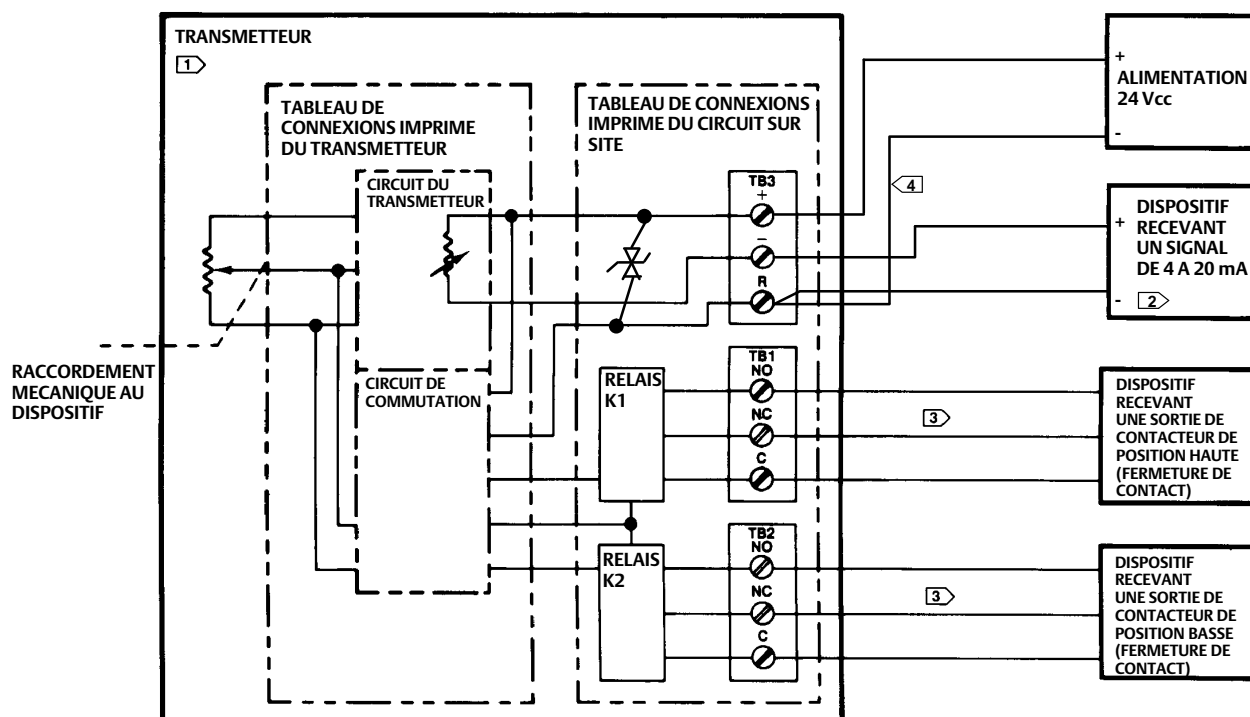 TRANSMETTEUR
1
TABLEAU DE
CONNEXIONS IMPRIME
DU TRANSMETTEUR
CIRCUIT DU
TRANSMETTEUR
CIRCUIT DE
COMMUTATION
RACCORDEMENT
MECANIQUE AU
DISPOSITIF
TABLEAU DE CONNEXIONS
IMPRIME DU CIRCUIT SUR
SITE
TB3
+
−
R
RELAIS
K1
TB1
NO
NC
C
RELAIS
K2
TB2
NO
NC
C
4
3
3
+
ALIMENTATION
24 Vcc
-
DISPOSITIF
+ RECEVANT
UN SIGNAL
DE 4 A 20 mA
- 2
DISPOSITIF
RECEVANT
UNE SORTIE DE
CONTACTEUR DE
POSITION HAUTE
(FERMETURE DE
CONTACT)
DISPOSITIF
RECEVANT
UNE SORTIE DE
CONTACTEUR DE
POSITION BASSE
(FERMETURE DE
CONTACT)